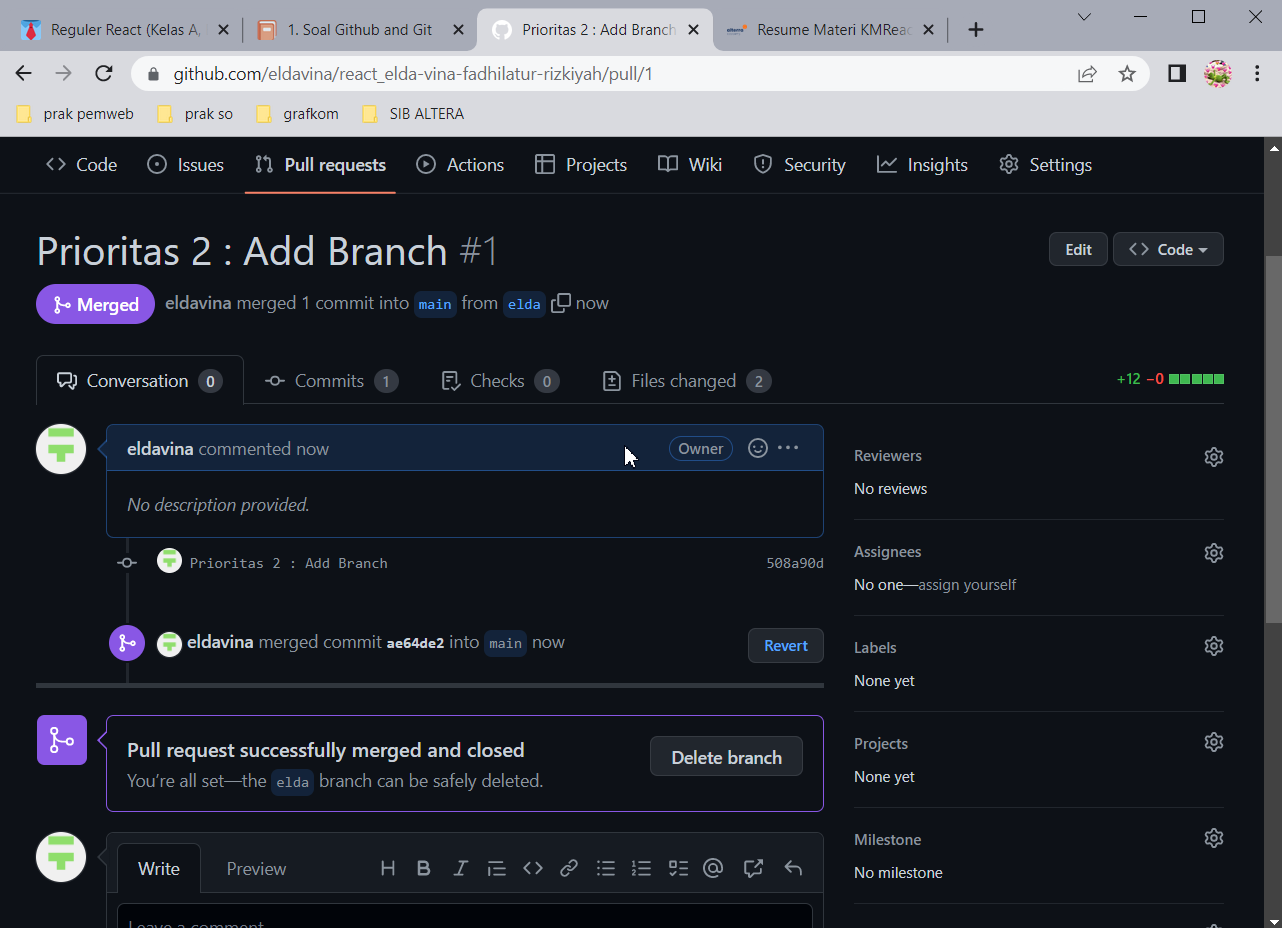 Reguler React (Kelas A,
1. Soal Github and Git
Prioritas 2 : Add Branch
Resume Materi KMReac
github.com/eldavina/react_elda-vina-fadhilatur-rizkiyah/pull/1
prak pemweb
prak so
grafkom
SIB ALTERA
Code
Issues
Pull requests
Actions
Projects
Wiki
Security
Insights
Settings
Prioritas 2 : Add Branch #1
Edit
Code
Merged
eldavina merged 1 commit into main from elda now
Conversation 0
Commits 1
Checks 0
Files changed 2
+12 −0
eldavina commented now
Owner
No description provided.
Prioritas 2 : Add Branch
508a90d
eldavina merged commit ae64de2 into main now
Revert
Pull request successfully merged and closed
You're all set—the elda branch can be safely deleted.
Delete branch
Write
Preview
Leave a comment
Reviewers
No reviews
Assignees
No one—assign yourself
Labels
None yet
Projects
None yet
Milestone
No milestone